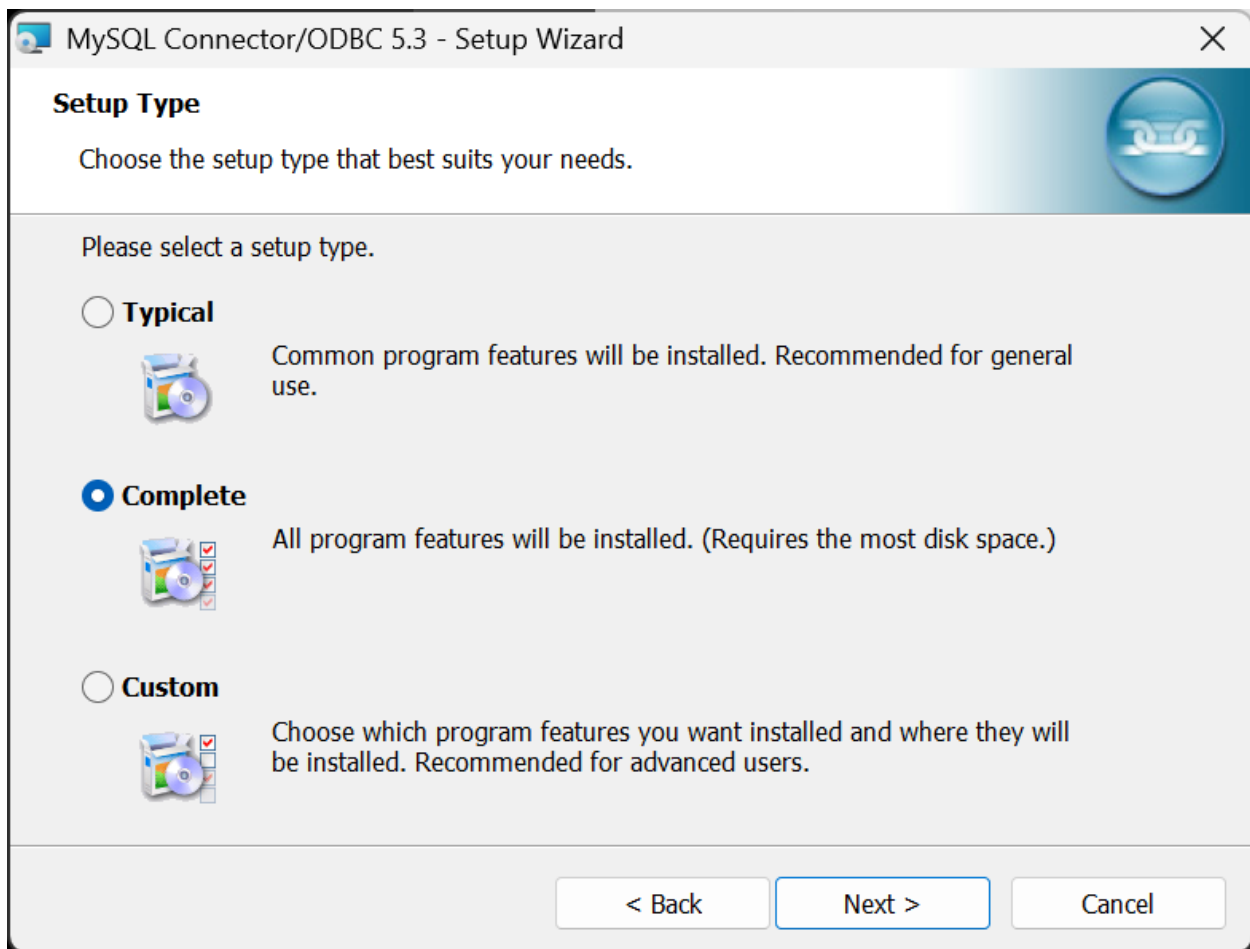 MySQL Connector/ODBC 5.3 - Setup Wizard
Setup Type
Choose the setup type that best suits your needs.
Please select a setup type.
Typical
Common program features will be installed. Recommended for general
use.
Complete
All program features will be installed. (Requires the most disk space.)
Custom
Choose which program features you want installed and where they will
be installed. Recommended for advanced users.
< Back
Next >
Cancel